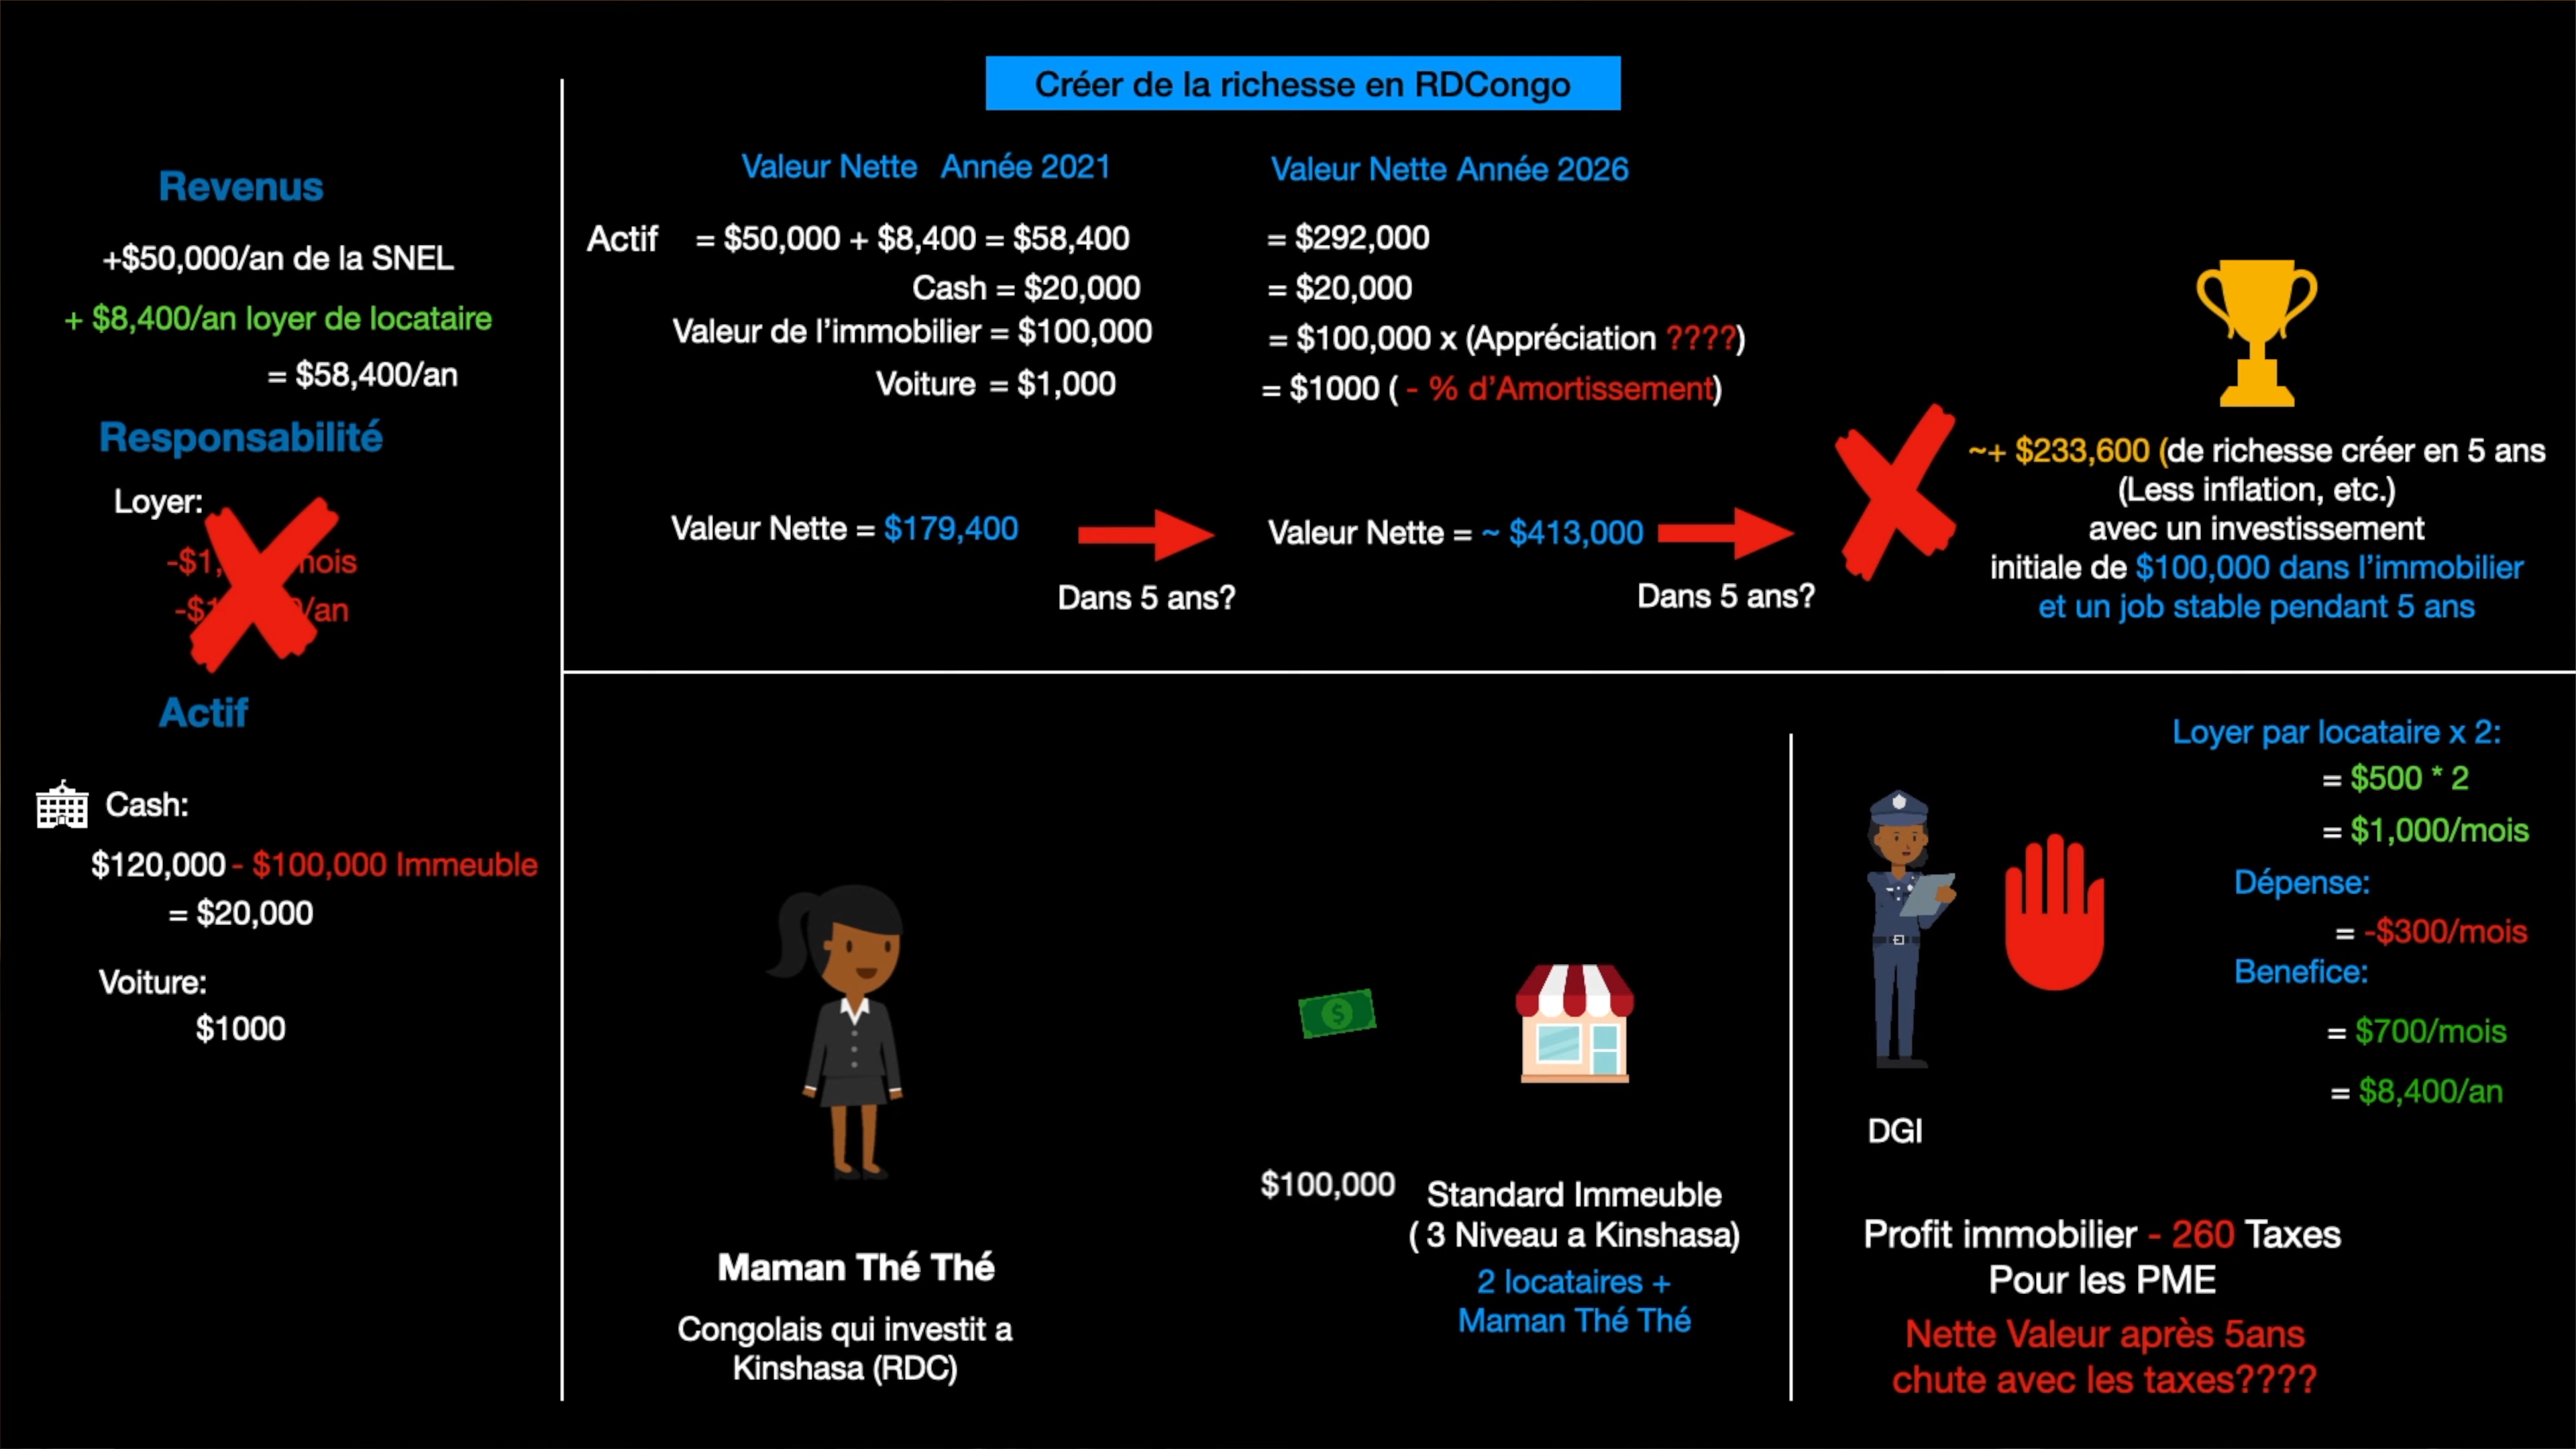 Créer de la richesse en RDCongo
Revenus
+$50,000/an de la SNEL
+ $8,400/an loyer de locataire
= $58,400/an
Responsabilité
Loyer:
-$1, mois
-$1 /an
Actif
Cash:
$120,000 - $100,000 Immeuble
= $20,000
Voiture:
$1000
Valeur Nette Année 2021
Actif = $50,000 + $8,400 = $58,400
Cash = $20,000
Valeur de l'immobilier = $100,000
Voiture = $1,000
Valeur Nette = $179,400
Dans 5 ans?
Valeur Nette Année 2026
= $292,000
= $20,000
= $100,000 x (Appréciation ????)
= $1000 ( - % d'Amortissement)
Valeur Nette = ~ $413,000
Dans 5 ans?
~+ $233,600 (de richesse créer en 5 ans
(Less inflation, etc.)
avec un investissement
initiale de $100,000 dans l'immobilier
et un job stable pendant 5 ans
Maman Thé Thé
Congolais qui investit a
Kinshasa (RDC)
$
$100,000
Standard Immeuble
( 3 Niveau a Kinshasa)
2 locataires +
Maman Thé Thé
DGI
Loyer par locataire x 2:
= $500 * 2
= $1,000/mois
Dépense:
= -$300/mois
Benefice:
= $700/mois
= $8,400/an
Profit immobilier - 260 Taxes
Pour les PME
Nette Valeur après 5ans
chute avec les taxes????